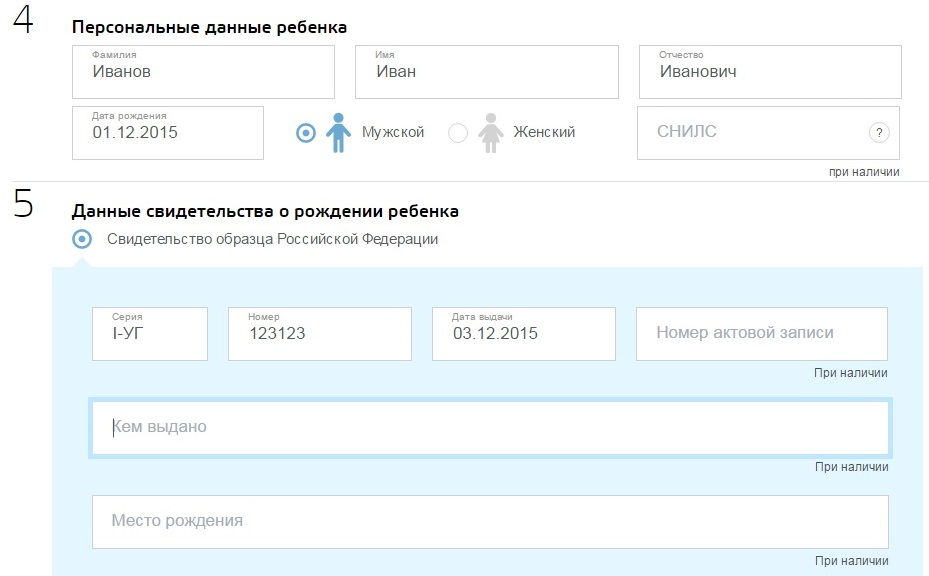 4
Персональные данные ребенка
Фамилия Имя Отчество
Иванов Иван Иванович
Дата рождения
01.12.2015 Мужской Женский СНИЛС ?
при наличии
5
Данные свидетельства о рождении ребенка
Свидетельство образца Российской Федерации
Серия Номер Дата выдачи
I-УГ 123123 03.12.2015 Номер актовой записи
При наличии
Кем выдано
При наличии
Место рождения
При наличии